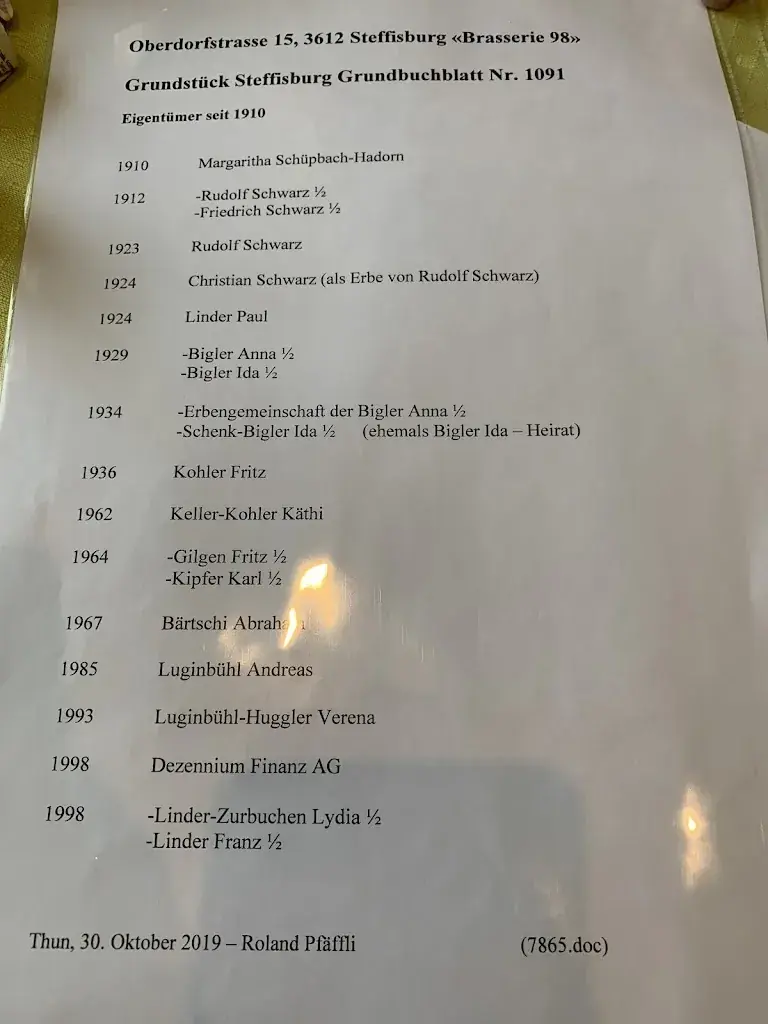 Oberdorfstrasse 15, 3612 Steffisburg «Brasserie 98»
Grundstück Steffisburg Grundbuchblatt Nr. 1091
Eigentümer seit 1910
1910 Margaritha Schüpbach-Hadorn
1912 -Rudolf Schwarz ½
-Friedrich Schwarz ½
1923 Rudolf Schwarz
1924 Christian Schwarz (als Erbe von Rudolf Schwarz)
1924 Linder Paul
1929 -Bigler Anna ½
-Bigler Ida ½
1934 -Erbengemeinschaft der Bigler Anna ½
-Schenk-Bigler Ida ½ (ehemals Bigler Ida – Heirat)
1936 Kohler Fritz
1962 Keller-Kohler Käthi
1964 -Gilgen Fritz ½
-Kipfer Karl ½
1967 Bärtschi Abraham
1985 Luginbühl Andreas
1993 Luginbühl-Huggler Verena
1998 Dezennium Finanz AG
1998 -Linder-Zurbuchen Lydia ½
-Linder Franz ½
Thun, 30. Oktober 2019 – Roland Pfäffli (7865.doc)